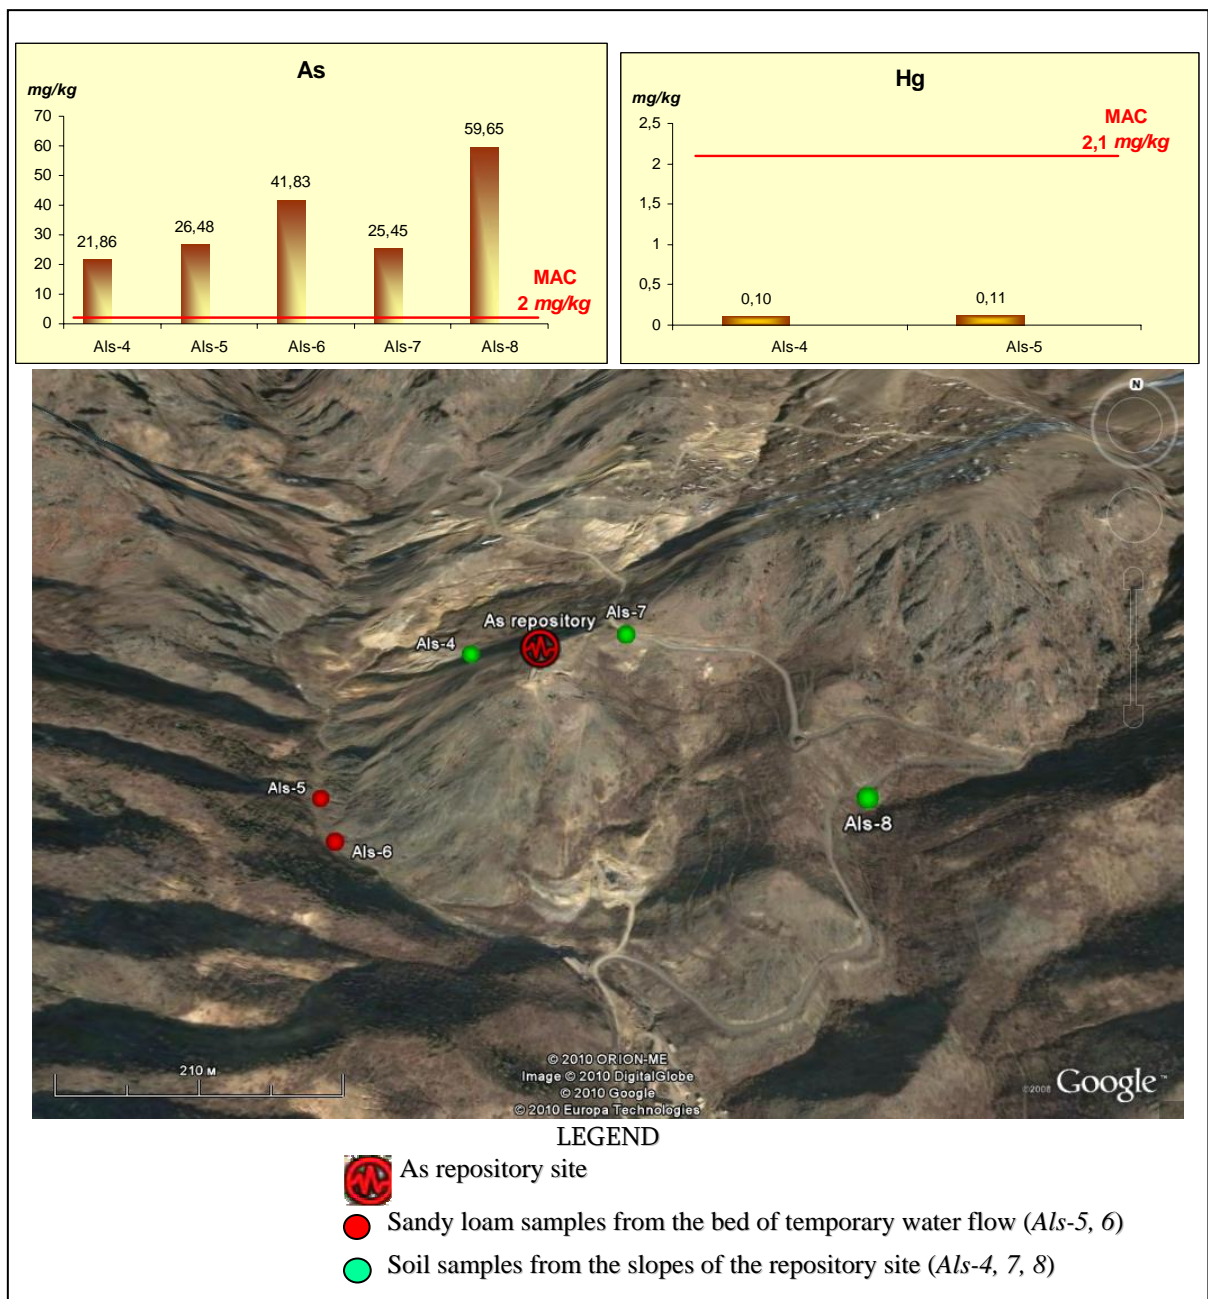 As
mg/kg
70
60
50
40
30
20
10
0
21,86
26,48
41,83
25,45
59,65
MAC
2 mg/kg
Als-4
Als-5
Als-6
Als-7
Als-8
Hg
mg/kg
2,5
2
1,5
1
0,5
0
MAC
2,1 mg/kg
0,10
0,11
Als-4
Als-5
N
As repository
Als-7
Als-4
Als-5
Als-6
Als-8
210 м
© 2010 ORION-ME
Image © 2010 DigitalGlobe
© 2010 Google
© 2010 Europa Technologies
©2008 Google™
LEGEND
As repository site
Sandy loam samples from the bed of temporary water flow (Als-5, 6)
Soil samples from the slopes of the repository site (Als-4, 7, 8)